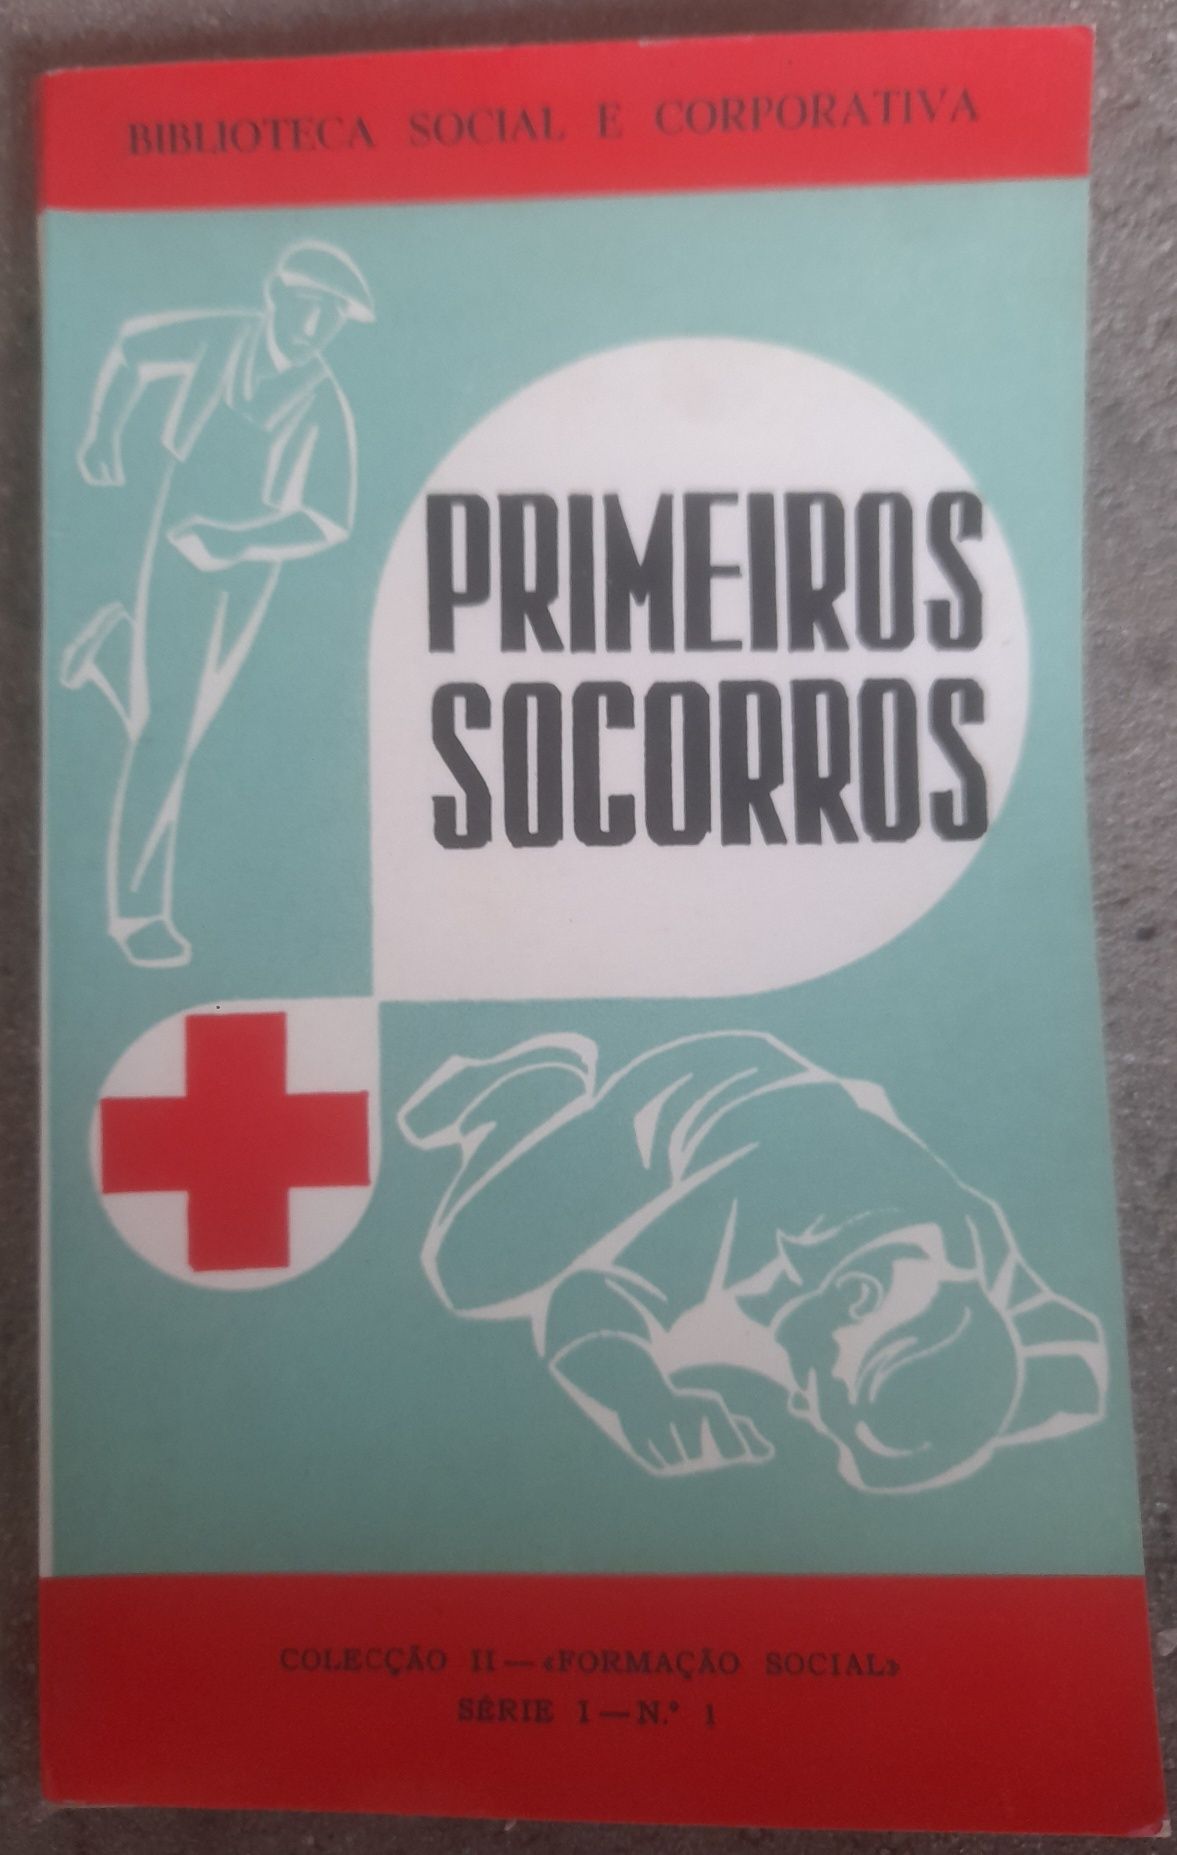 BIBLIOTECA SOCIAL E CORPORATIVA
PRIMEIROS
SOCORROS
COLECÇÃO II — «FORMAÇÃO SOCIAL»
SÉRIE I — N.º 1